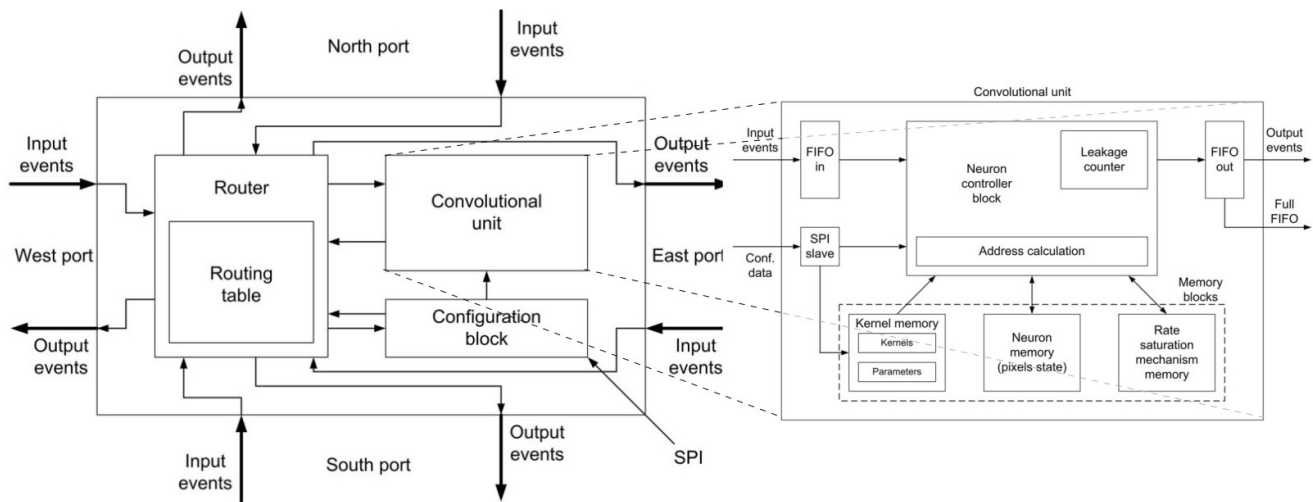 North port
Output
events
Input
events
Input
events
Router
Routing
table
Convolutional
unit
Output
events
West port
East port
Configuration
block
Output
events
Input
events
Input
events
South port
Output
events
SPI
Convolutional unit
Input
events
FIFO
in
Neuron
controller
block
Leakage
counter
FIFO
out
Output
events
Full
FIFO
Conf.
data
SPI
slave
Address calculation
Memory
blocks
Kernel memory
Kernels
Parameters
Neuron
memory
(pixels state)
Rate
saturation
mechanism
memory